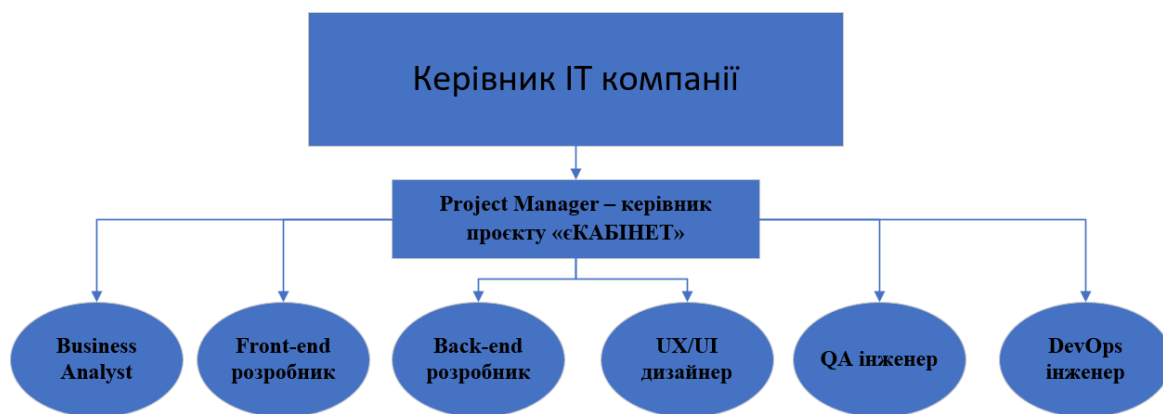 Керівник ІТ компанії
Project Manager – керівник
проєкту «єКАБІНЕТ»
Business
Analyst
Front-end
розробник
Back-end
розробник
UX/UI
дизайнер
QA інженер
DevOps
інженер